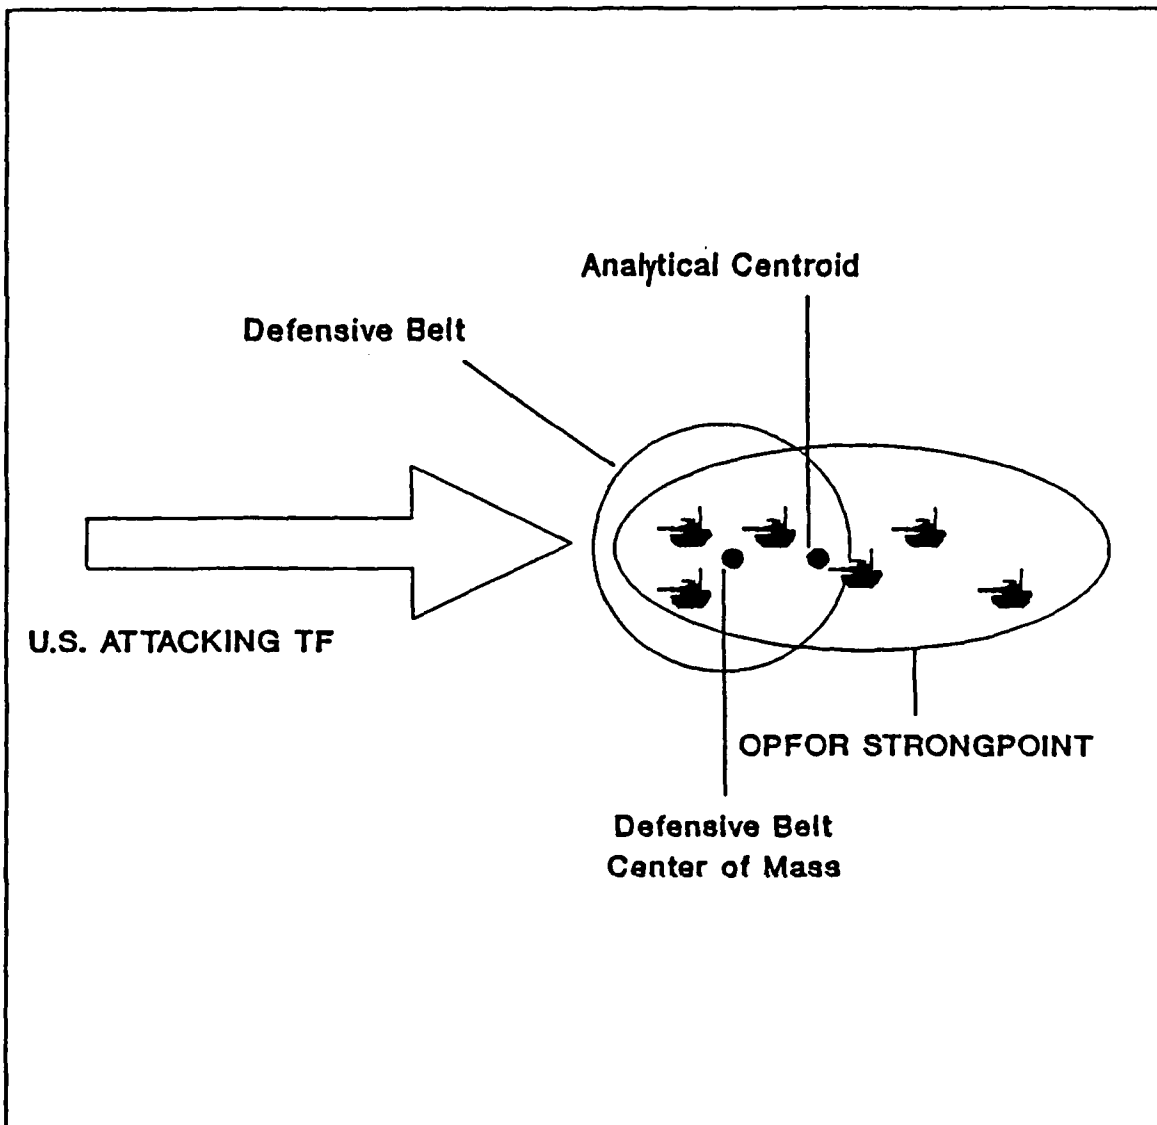 Analytical Centroid
Defensive Belt
U.S. ATTACKING TF
OPFOR STRONGPOINT
Defensive Belt
Center of Mass